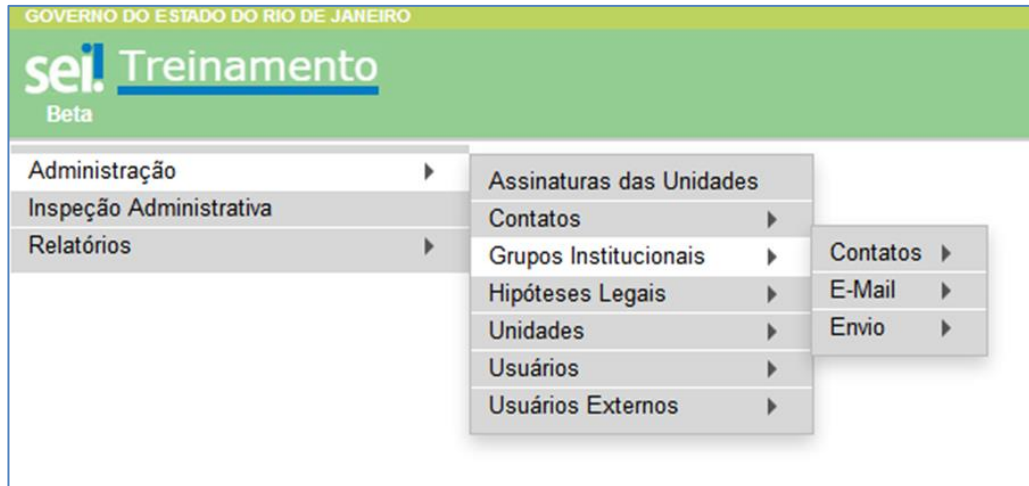 GOVERNO DO ESTADO DO RIO DE JANEIRO
sei! Treinamento
Beta
Administração
Inspeção Administrativa
Relatórios
Assinaturas das Unidades
Contatos
Grupos Institucionais
Hipóteses Legais
Unidades
Usuários
Usuários Externos
Contatos
E-Mail
Envio